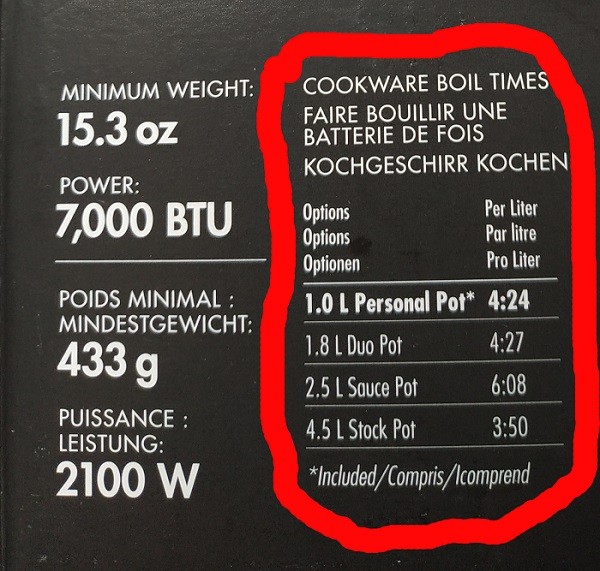 MINIMUM WEIGHT:
15.3 oz
POWER:
7,000 BTU
POIDS MINIMAL :
MINDESTGEWICHT:
433 g
PUISSANCE :
LEISTUNG:
2100 W
COOKWARE BOIL TIMES
FAIRE BOUILLIR UNE
BATTERIE DE FOIS
KOCHGESCHIRR KOCHEN
Options Per Liter
Options Par litre
Optionen Pro Liter
1.0 L Personal Pot* 4:24
1.8 L Duo Pot 4:27
2.5 L Sauce Pot 6:08
4.5 L Stock Pot 3:50
*Included/Compris/Icomprend